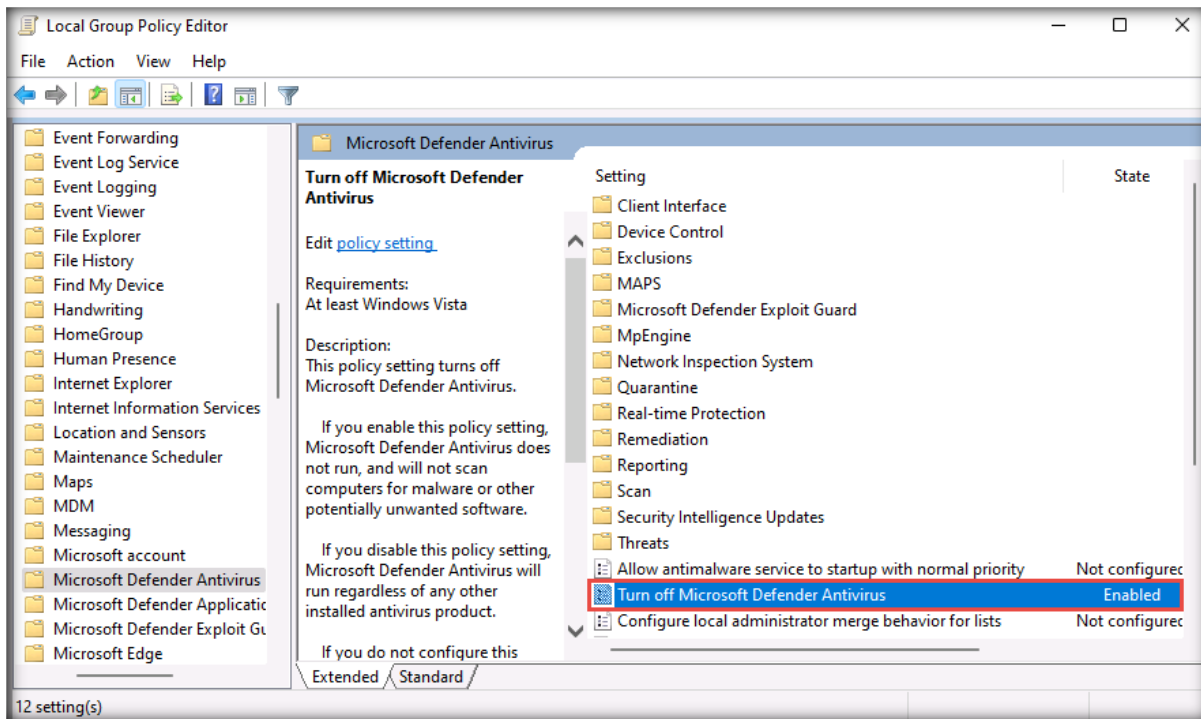 Local Group Policy Editor
File Action View Help
Event Forwarding
Event Log Service
Event Logging
Event Viewer
File Explorer
File History
Find My Device
Handwriting
HomeGroup
Human Presence
Internet Explorer
Internet Information Services
Location and Sensors
Maintenance Scheduler
Maps
MDM
Messaging
Microsoft account
Microsoft Defender Antivirus
Microsoft Defender Applicatic
Microsoft Defender Exploit Gu
Microsoft Edge
Microsoft Defender Antivirus
Turn off Microsoft Defender
Antivirus
Edit policy setting
Requirements:
At least Windows Vista
Description:
This policy setting turns off
Microsoft Defender Antivirus.
If you enable this policy setting,
Microsoft Defender Antivirus does
not run, and will not scan
computers for malware or other
potentially unwanted software.
If you disable this policy setting,
Microsoft Defender Antivirus will
run regardless of any other
installed antivirus product.
If you do not configure this
Setting State
Client Interface
Device Control
Exclusions
MAPS
Microsoft Defender Exploit Guard
MpEngine
Network Inspection System
Quarantine
Real-time Protection
Remediation
Reporting
Scan
Security Intelligence Updates
Threats
Allow antimalware service to startup with normal priority Not configured
Turn off Microsoft Defender Antivirus Enabled
Configure local administrator merge behavior for lists Not configured
Extended Standard
12 setting(s)